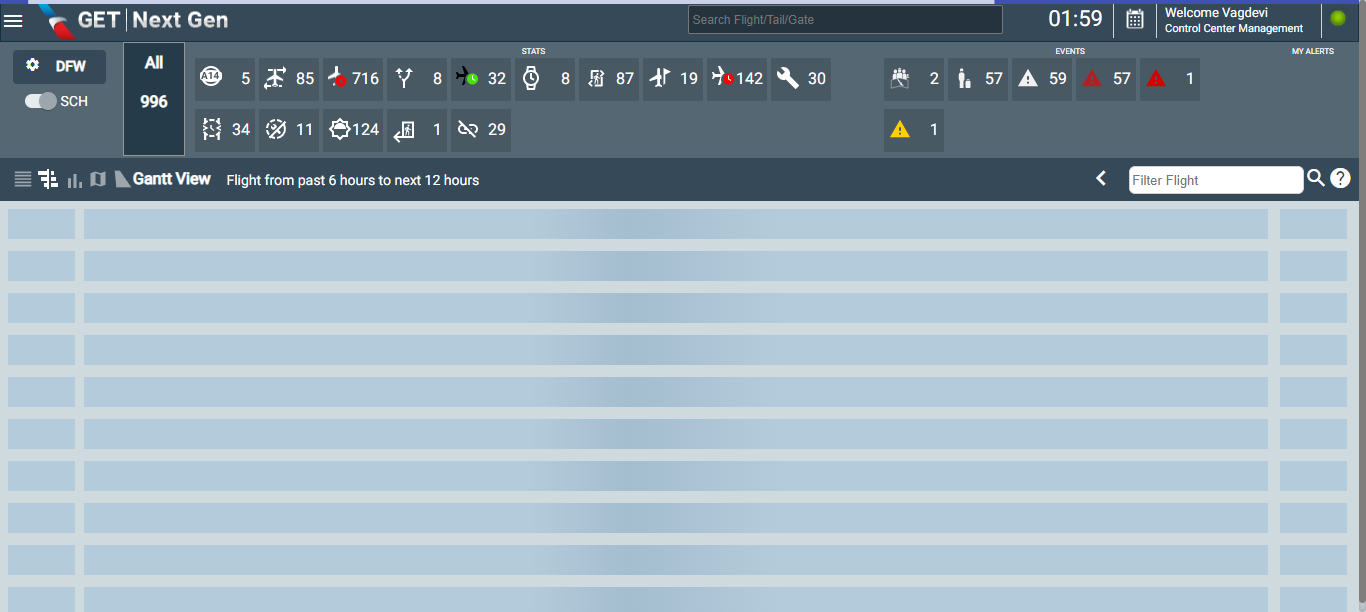 GET | Next Gen
Search Flight/Tail/Gate
01:59
Welcome Vagdevi
Control Center Management
DFW
SCH
All
996
STATS
EVENTS
MY ALERTS
A14 5 85 716 8 32 8 87 19 142 30
2 57 59 57 1
34 11 124 1 29
1
Gantt View Flight from past 6 hours to next 12 hours
Filter Flight
?